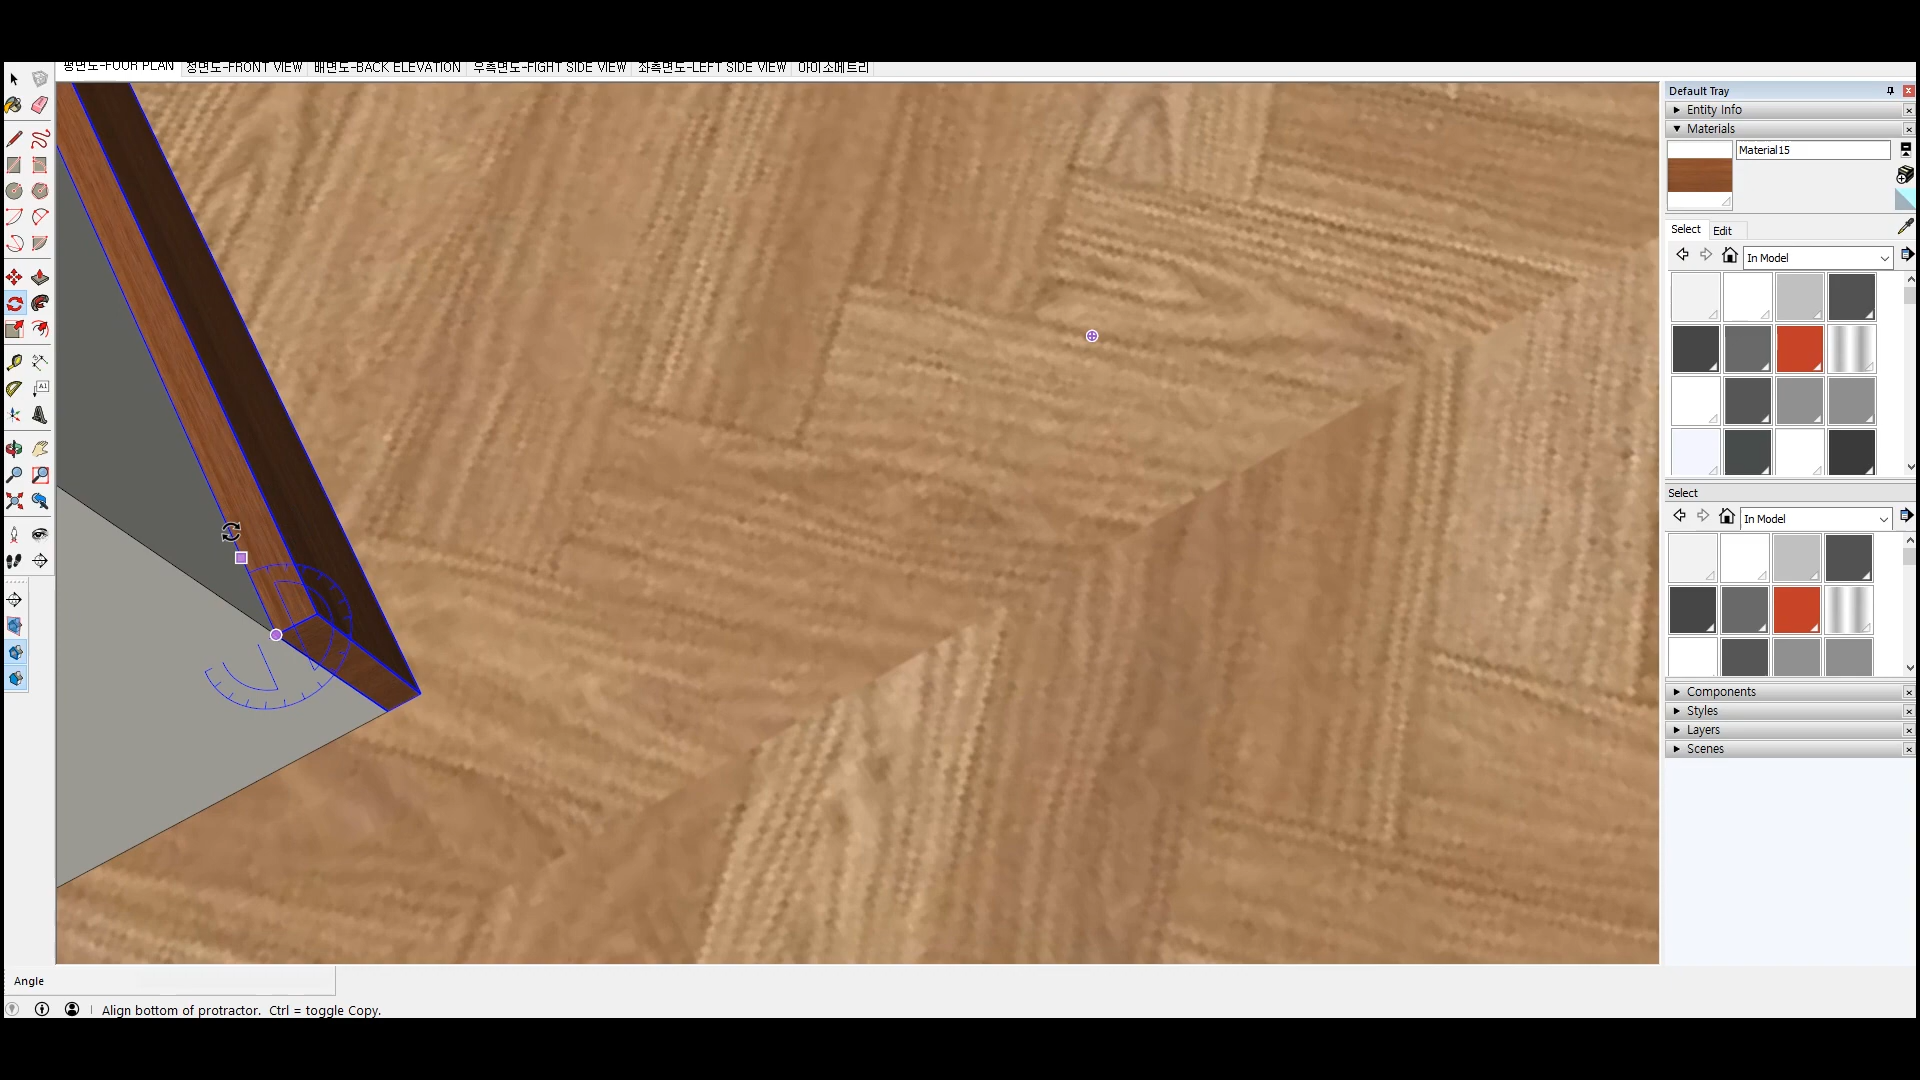 평면도-FOUR PLAN 정면도-FRONT VIEW 배면도-BACK ELEVATION 우측면도-FIGHT SIDE VIEW 좌측면도-LEFT SIDE VIEW 아이소메트리
Default Tray
Entity Info
Materials
Material15
Select Edit
In Model
A1
Select
In Model
Components
Styles
Layers
Scenes
Angle
Align bottom of protractor. Ctrl = toggle Copy.